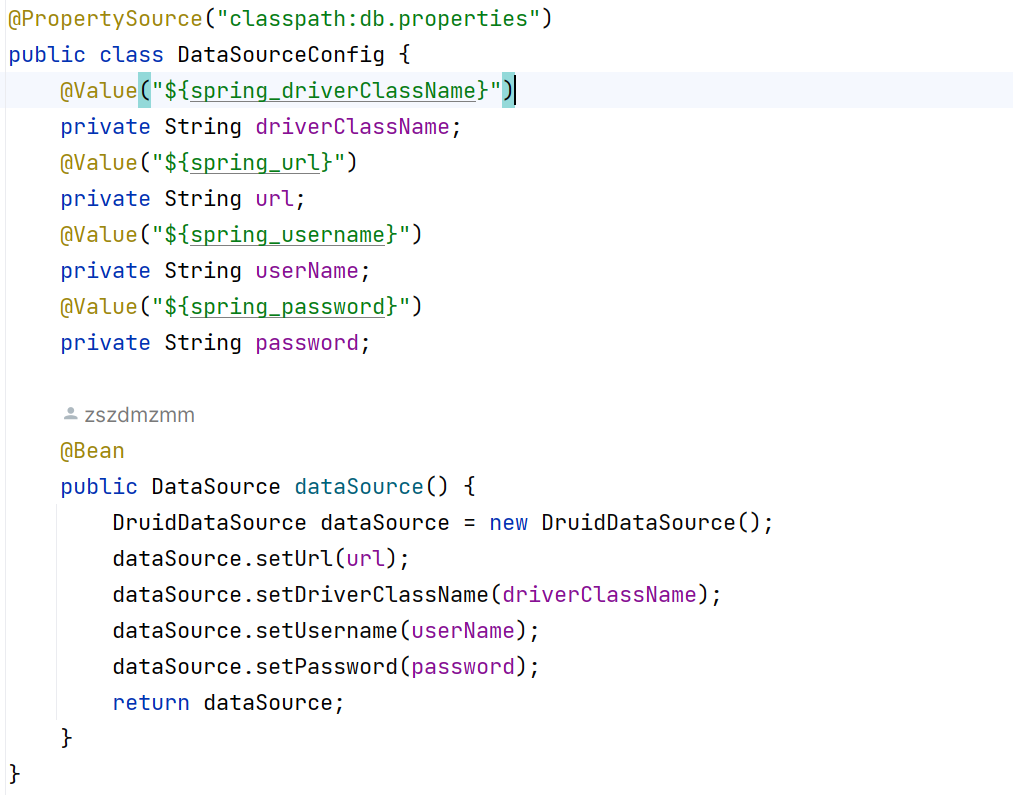 @PropertySource("classpath:db.properties")
public class DataSourceConfig {
    @Value("${spring_driverClassName}")
    private String driverClassName;
    @Value("${spring_url}")
    private String url;
    @Value("${spring_username}")
    private String userName;
    @Value("${spring_password}")
    private String password;
    zszdmzmm
    @Bean
    public DataSource dataSource() {
        DruidDataSource dataSource = new DruidDataSource();
        dataSource.setUrl(url);
        dataSource.setDriverClassName(driverClassName);
        dataSource.setUsername(userName);
        dataSource.setPassword(password);
        return dataSource;
    }
}